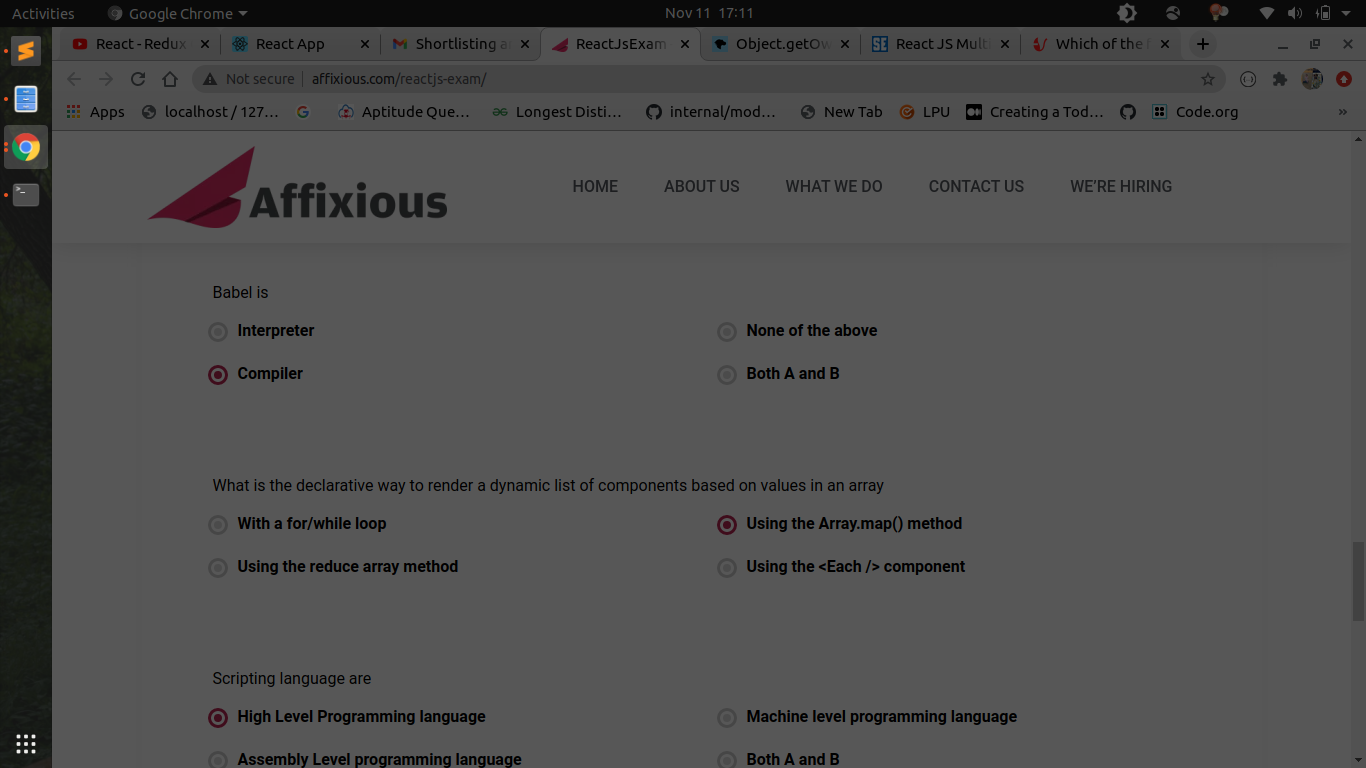 Activities Google Chrome Nov 11 17:11
React - Redux React App Shortlisting a ReactJsExam Object.getOw React JS Multi Which of the
Not secure affixious.com/reactjs-exam/
Apps localhost / 127... Aptitude Que... Longest Disti... internal/mod... New Tab LPU Creating a Tod... Code.org »
Affixious HOME ABOUT US WHAT WE DO CONTACT US WE'RE HIRING
Babel is
Interpreter None of the above
Compiler Both A and B
What is the declarative way to render a dynamic list of components based on values in an array
With a for/while loop Using the Array.map() method
Using the reduce array method Using the <Each /> component
Scripting language are
High Level Programming language Machine level programming language
Assembly Level programming language Both A and B